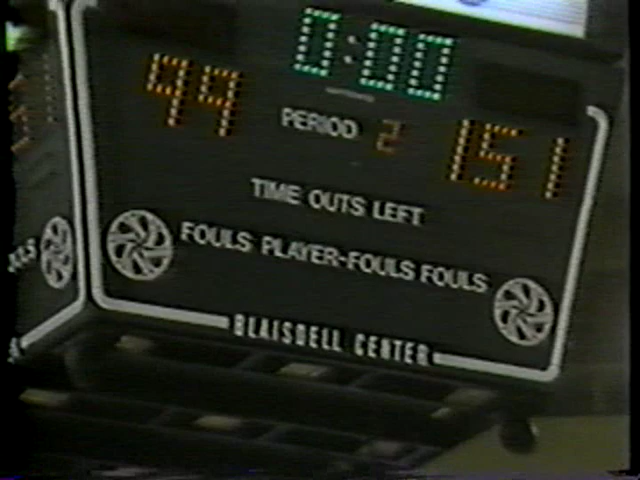 0:00
99 151
PERIOD 2
TIME OUTS LEFT
FOULS PLAYER-FOULS FOULS
BLAISDELL CENTER